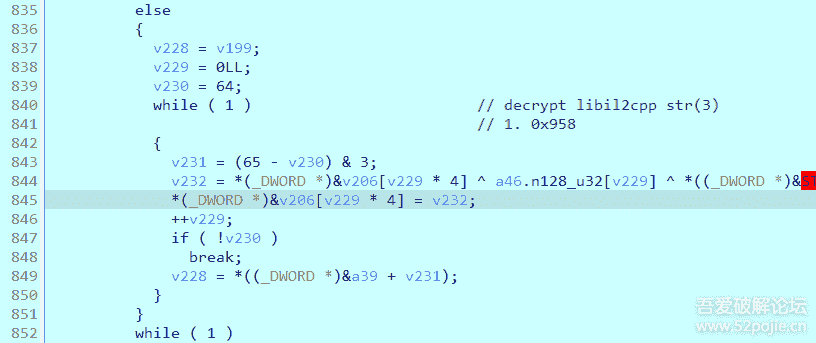 835 else
836 {
837 v228 = v199;
838 v229 = 0LL;
839 v230 = 64;
840 while ( 1 ) // decrypt libil2cpp str(3)
841 // 1. 0x958
842 {
843 v231 = (65 - v230) & 3;
844 v232 = *(_DWORD *)&v206[v229 * 4] ^ a46.n128_u32[v229] ^ *((_DWORD *)&ST
845 *(_DWORD *)&v206[v229 * 4] = v232;
846 ++v229;
847 if ( !v230 )
848 break;
849 v228 = *((_DWORD *)&a39 + v231);
850 }
851 }
852 while ( 1 )
吾爱破解论坛
www.52pojie.cn